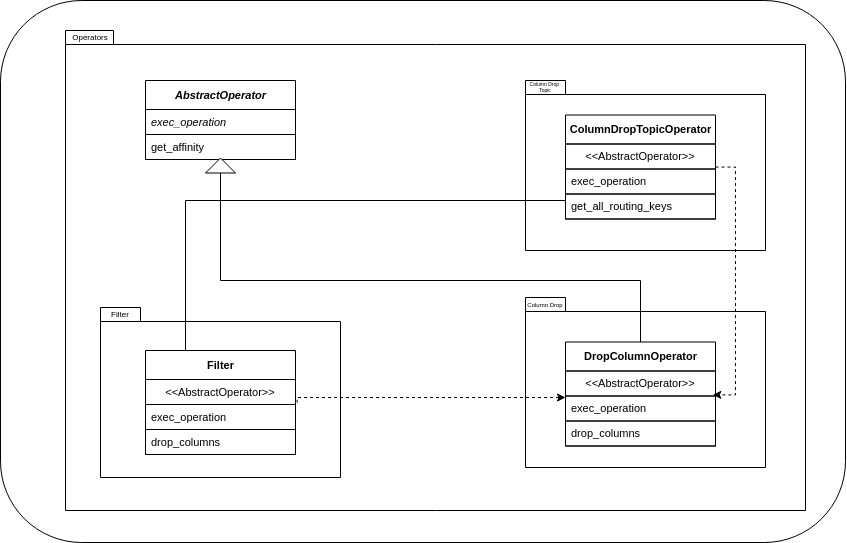 Operators
AbstractOperator
exec_operation
get_affinity
Column Drop
Topic
ColumnDropTopicOperator
<<AbstractOperator>>
exec_operation
get_all_routing_keys
Filter
Filter
<<AbstractOperator>>
exec_operation
drop_columns
Column Drop
DropColumnOperator
<<AbstractOperator>>
exec_operation
drop_columns